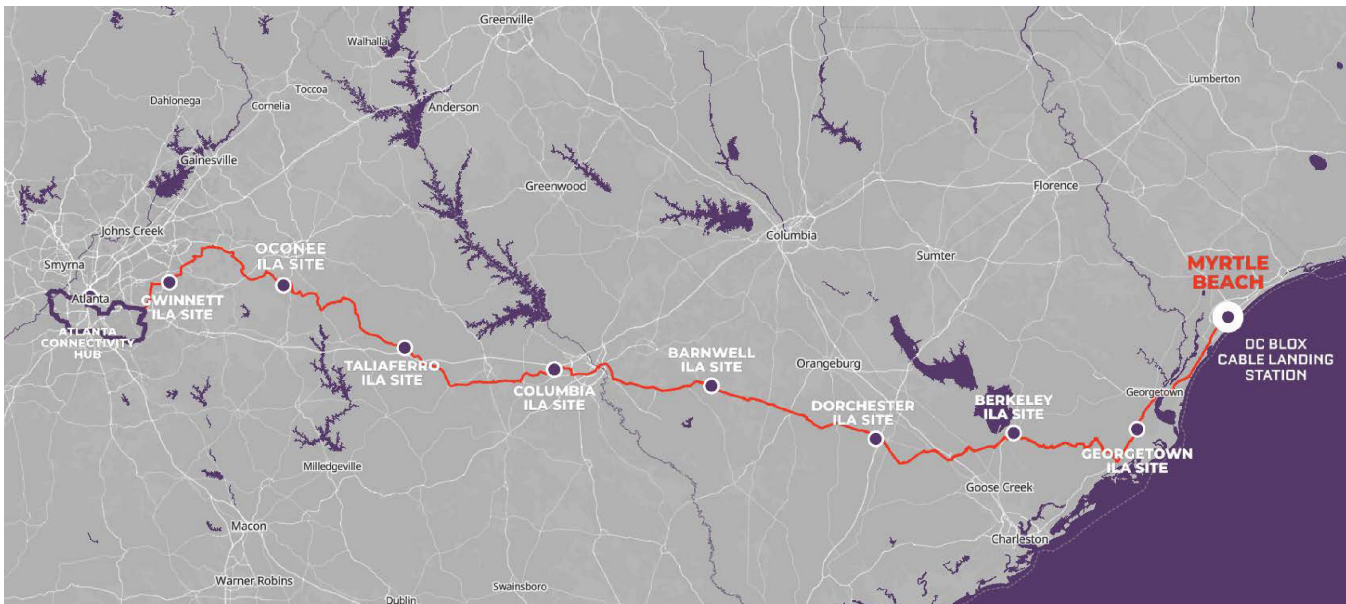 Greenville
Walhalla
Toccoa
Lumberton
Dahlonega
Cornelia
Anderson
Gainesville
Greenwood
Florence
Johns Creek
Columbia
OCONEE
ILA SITE
Smyrna
Sumter
MYRTLE
BEACH
Atlanta
GWINNETT
ILA SITE
ATLANTA
CONNECTIVITY
HUB
DC BLOX
CABLE LANDING
STATION
TALIAFERRO
ILA SITE
BARNWELL
ILA SITE
Orangeburg
COLUMBIA
ILA SITE
Georgetown
DORCHESTER
ILA SITE
BERKELEY
ILA SITE
GEORGETOWN
ILA SITE
Milledgeville
Goose Creek
Macon
Charleston
Warner Robins
Swainsboro
Dublin